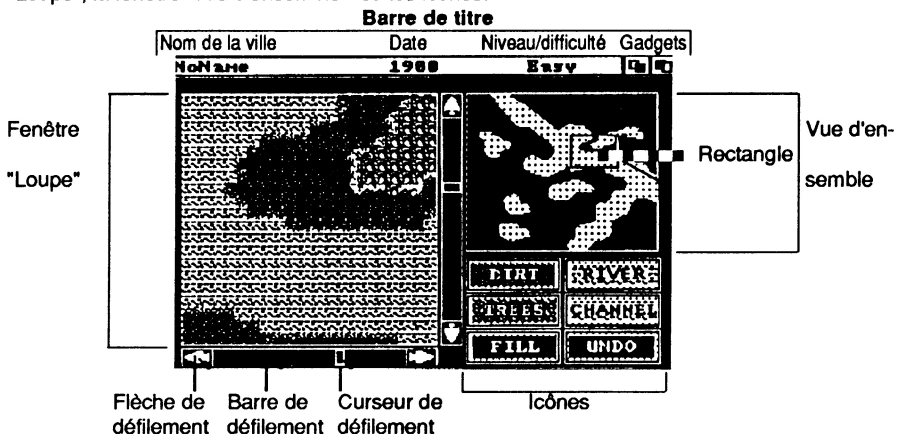 Barre de titre
Nom de la ville Date Niveau/difficulté Gadgets
NoName 1900 Easy
Fenêtre
"Loupe"
Vue d'en-
semble
Rectangle
DIRT RIVER
TREES CHANNEL
FILL UNDO
Flèche de
défilement
Barre de
défilement
Curseur de
défilement
Icônes